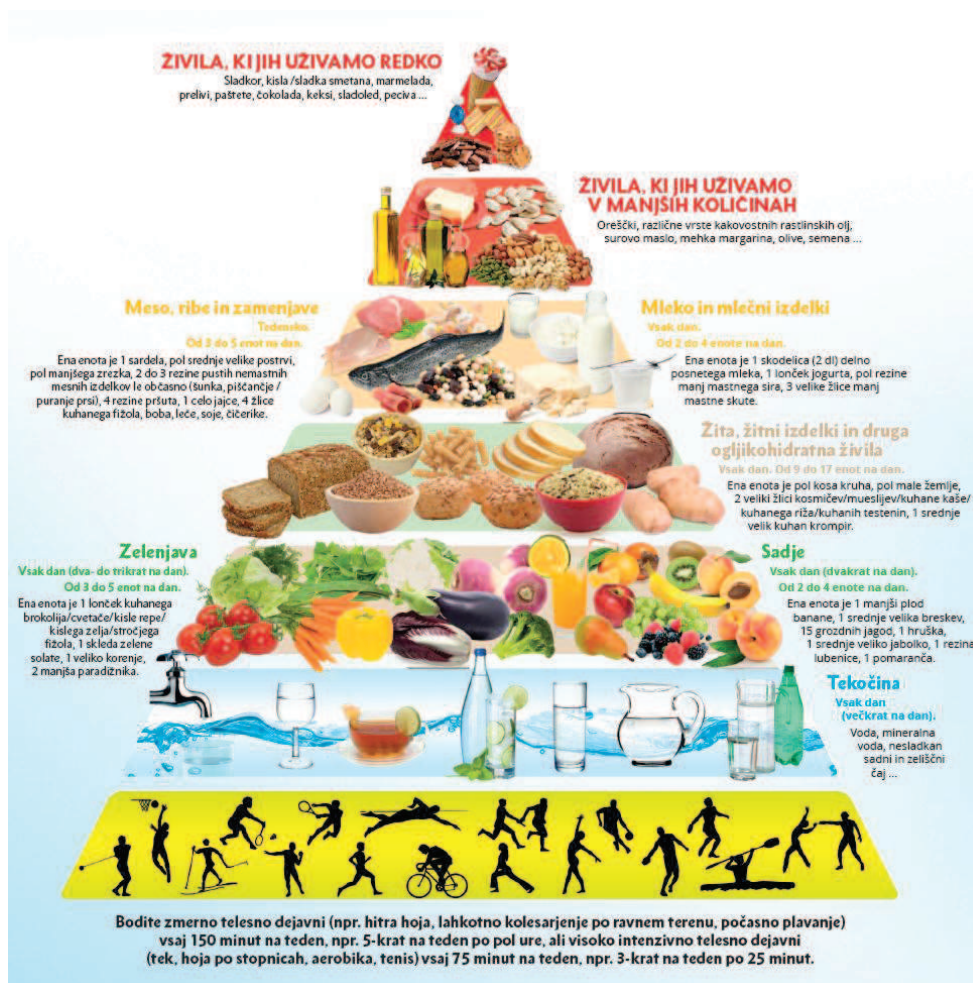 ŽIVILA, KI JIH UŽIVAMO REDKO
Sladkor, kisla /sladka smetana, marmelada,
prelivi, paštete, čokolada, keksi, sladoled, peciva ...
ŽIVILA, KI JIH UŽIVAMO
V MANJŠIH KOLIČINAH
Oreščki, različne vrste kakovostnih rastlinskih olj,
surovo maslo, mehka margarina, olive, semena ...
Meso, ribe in zamenjave
Tedensko.
Od 3 do 5 enot na dan.
Ena enota je 1 sardela, pol srednje velike postrvi,
pol manjšega zrezka, 2 do 3 rezine pustih nemastnih
mesnih izdelkov le občasno (šunka, piščančje /
puranje prsi), 4 rezine pršuta, 1 celo jajce, 4 žlice
kuhanega fižola, boba, leče, soje, čičerike.
Mleko in mlečni izdelki
Vsak dan.
Od 2 do 4 enote na dan.
Ena enota je 1 skodelica (2 dl) delno
posnetega mleka, 1 lonček jogurta, pol rezine
manj mastnega sira, 3 velike žlice manj
mastne skute.
Žita, žitni izdelki in druga
ogljikohidratna živila
Vsak dan. Od 9 do 17 enot na dan.
Ena enota je pol kosa kruha, pol male žemlje,
2 veliki žlici kosmičev/mueslijev/kuhane kaše/
kuhanega riža/kuhanih testenin, 1 srednje
velik kuhan krompir.
Zelenjava
Vsak dan (dva- do trikrat na dan).
Od 3 do 5 enot na dan.
Ena enota je 1 lonček kuhanega
brokolija/cvetače/kisle repe/
kislega zelja/stročjega
fižola, 1 skleda zelene
solate, 1 veliko korenje,
2 manjša paradižnika.
Sadje
Vsak dan (dvakrat na dan).
Od 2 do 4 enote na dan.
Ena enota je 1 manjši plod
banane, 1 srednje velika breskev,
15 grozdnih jagod, 1 hruška,
1 srednje veliko jabolko, 1 rezina
lubenice, 1 pomaranča.
Tekočina
Vsak dan
(večkrat na dan).
Voda, mineralna
voda, nesladkan
sadni in zeliščni
čaj ...
Bodite zmerno telesno dejavni (npr. hitra hoja, lahkotno kolesarjenje po ravnem terenu, počasno plavanje)
vsaj 150 minut na teden, npr. 5-krat na teden po pol ure, ali visoko intenzivno telesno dejavni
(tek, hoja po stopnicah, aerobika, tenis) vsaj 75 minut na teden, npr. 3-krat na teden po 25 minut.